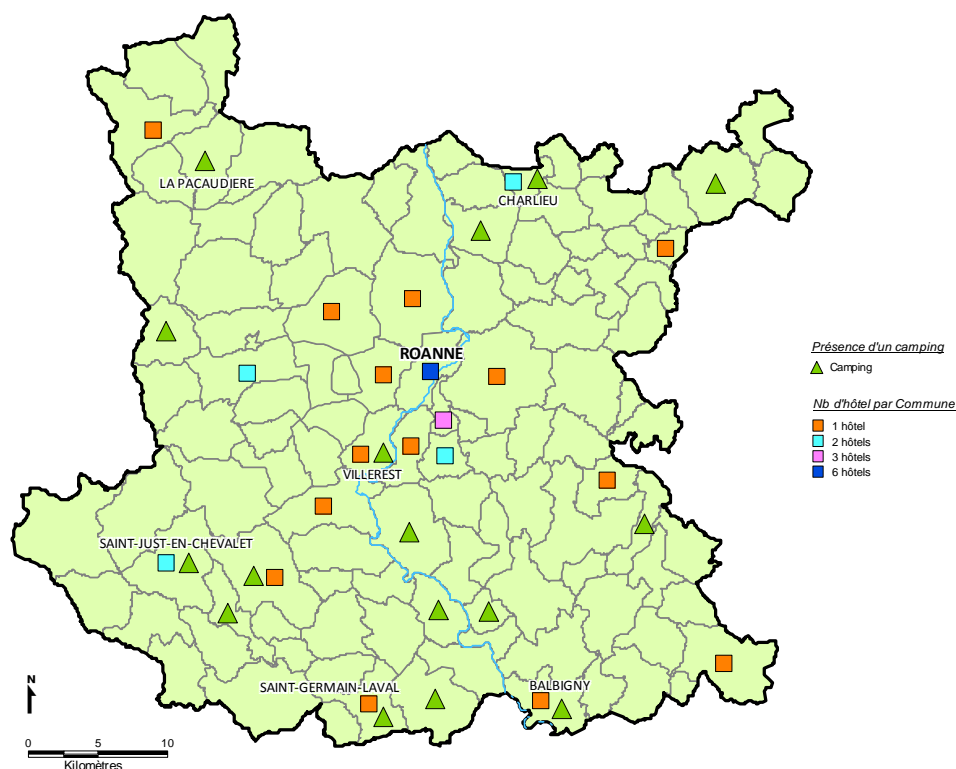 LA PACAUDIERE
CHARLIEU
ROANNE
VILLEREST
SAINT-JUST-EN-CHEVALET
SAINT-GERMAIN-LAVAL
BALBIGNY
Présence d'un camping
Camping
Nb d'hôtel par Commune
1 hôtel
2 hôtels
3 hôtels
6 hôtels
N
0 5 10
Kilomètres